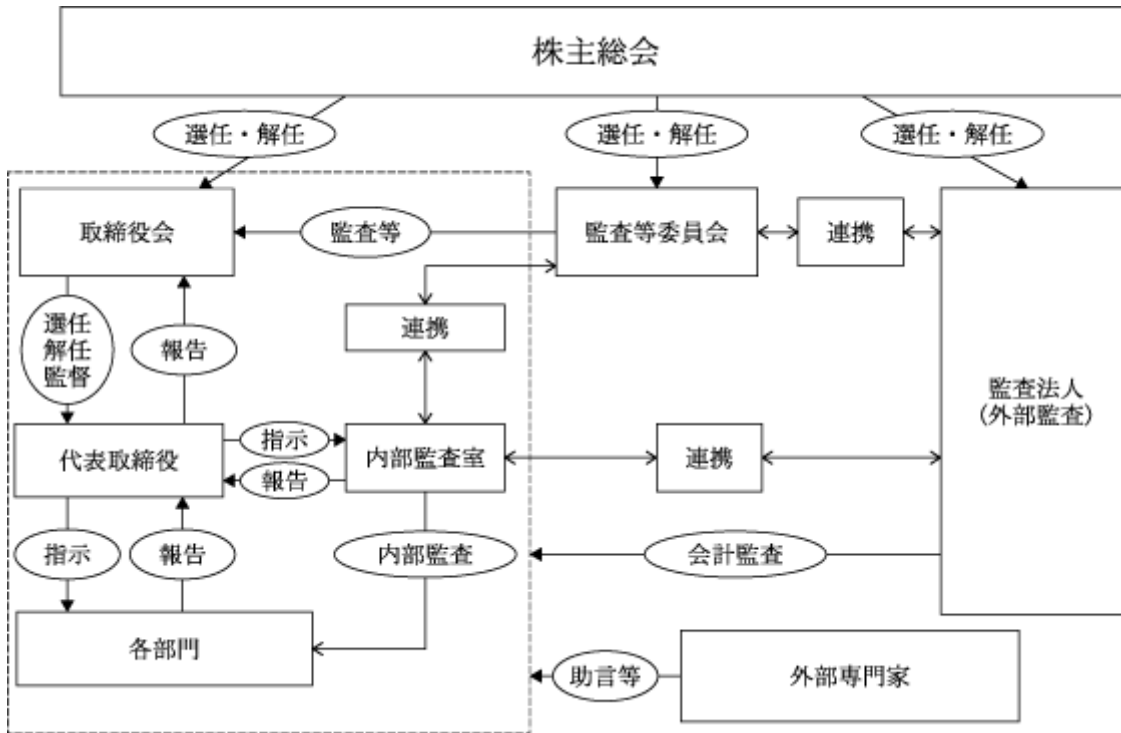 株主総会
選任・解任
選任・解任
選任・解任
取締役会
監査等
監査等委員会
連携
選任
解任
監督
報告
連携
監査法人
(外部監査)
代表取締役
指示
報告
内部監査室
連携
指示
報告
内部監査
会計監査
各部門
助言等
外部専門家